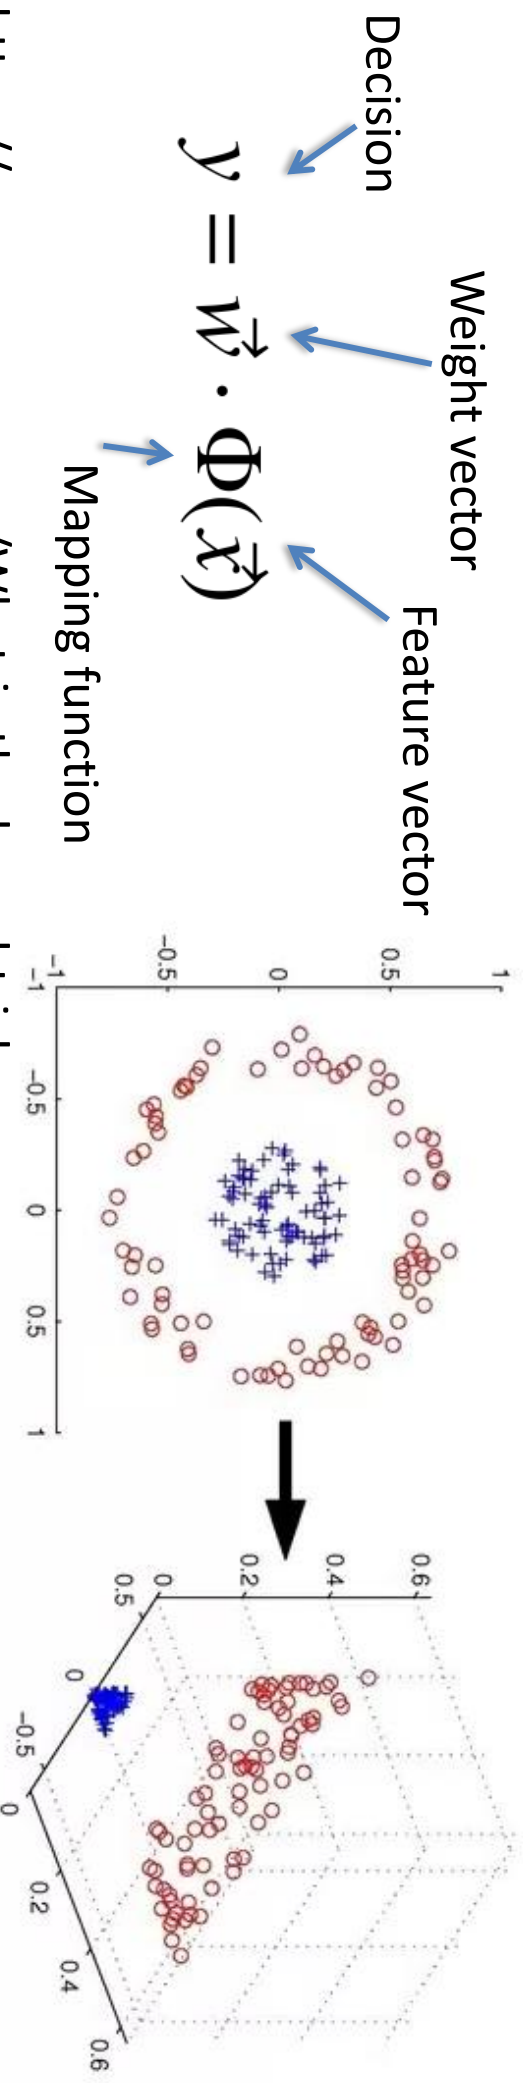 Decision
Weight vector
Feature vector
y = w⃗ · Φ(x⃗)
Mapping function
1
0.5
0
−0.5
−1
−1 −0.5 0 0.5 1
0.6
0.4
0.2
0
0.5 0 −0.5
0 0.2 0.4 0.6